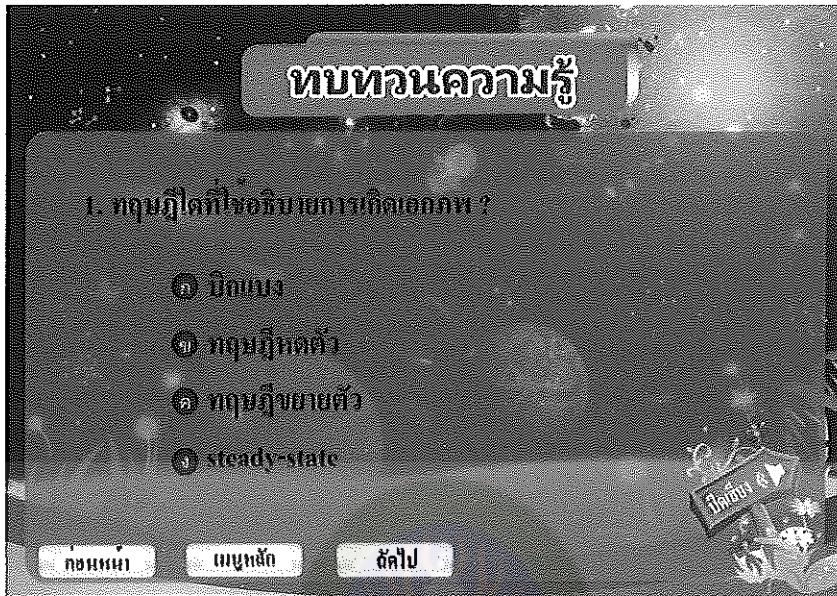 ทบทวนความรู้
1. ทฤษฎีใดที่ใช้อธิบายการเกิดเอกภพ ?
ก บิกแบง
ข ทฤษฎีหดตัว
ค ทฤษฎีขยายตัว
ง steady-state
ปิดเสียง
ก่อนหน้า
เมนูหลัก
ถัดไป